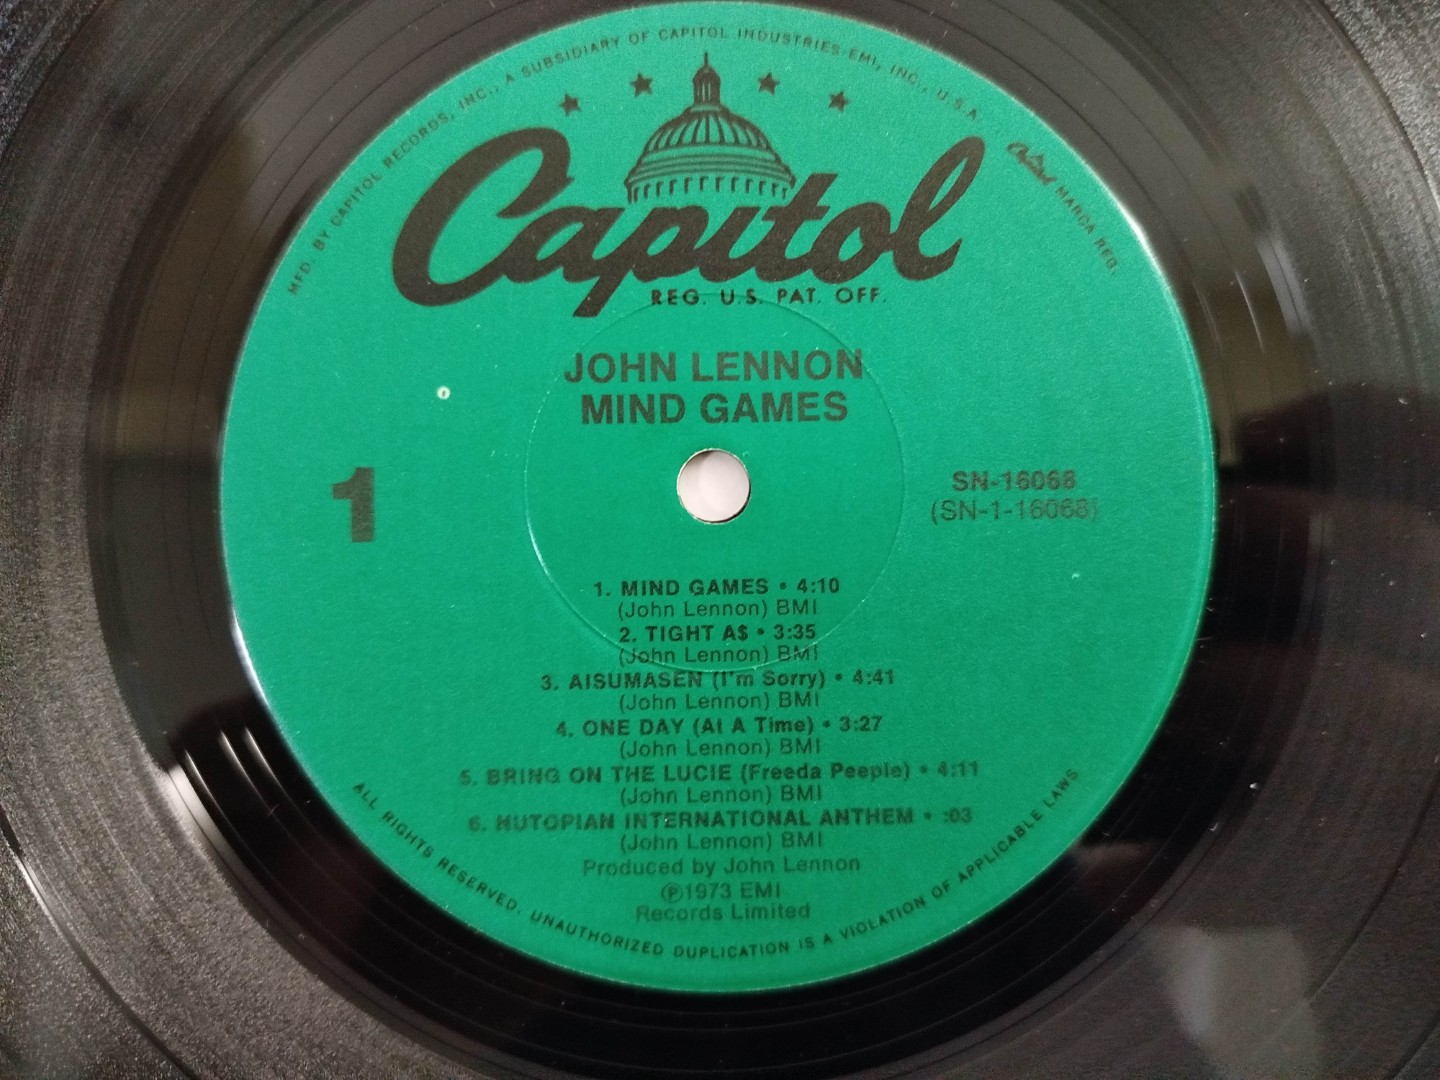 MFD. BY CAPITOL RECORDS, INC., A SUBSIDIARY OF CAPITOL INDUSTRIES-EMI, INC., U.S.A.
Capitol MARCA REG.
Capitol
REG. U.S. PAT. OFF.
JOHN LENNON
MIND GAMES
1
SN-16068
(SN-1-16068)
1. MIND GAMES • 4:10
(John Lennon) BMI
2. TIGHT A$ • 3:35
(John Lennon) BMI
3. AISUMASEN (I'm Sorry) • 4:41
(John Lennon) BMI
4. ONE DAY (At A Time) • 3:27
(John Lennon) BMI
5. BRING ON THE LUCIE (Freeda Peeple) • 4:11
(John Lennon) BMI
6. NUTOPIAN INTERNATIONAL ANTHEM • :03
(John Lennon) BMI
Produced by John Lennon
℗1973 EMI
Records Limited
ALL RIGHTS RESERVED. UNAUTHORIZED DUPLICATION IS A VIOLATION OF APPLICABLE LAWS